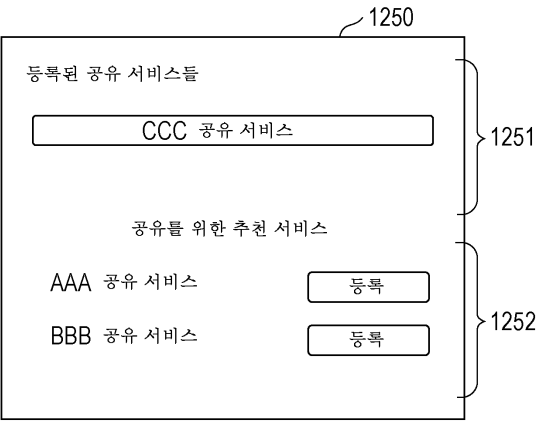 1250
등록된 공유 서비스들
CCC 공유 서비스
1251
공유를 위한 추천 서비스
AAA 공유 서비스 등록
BBB 공유 서비스 등록
1252